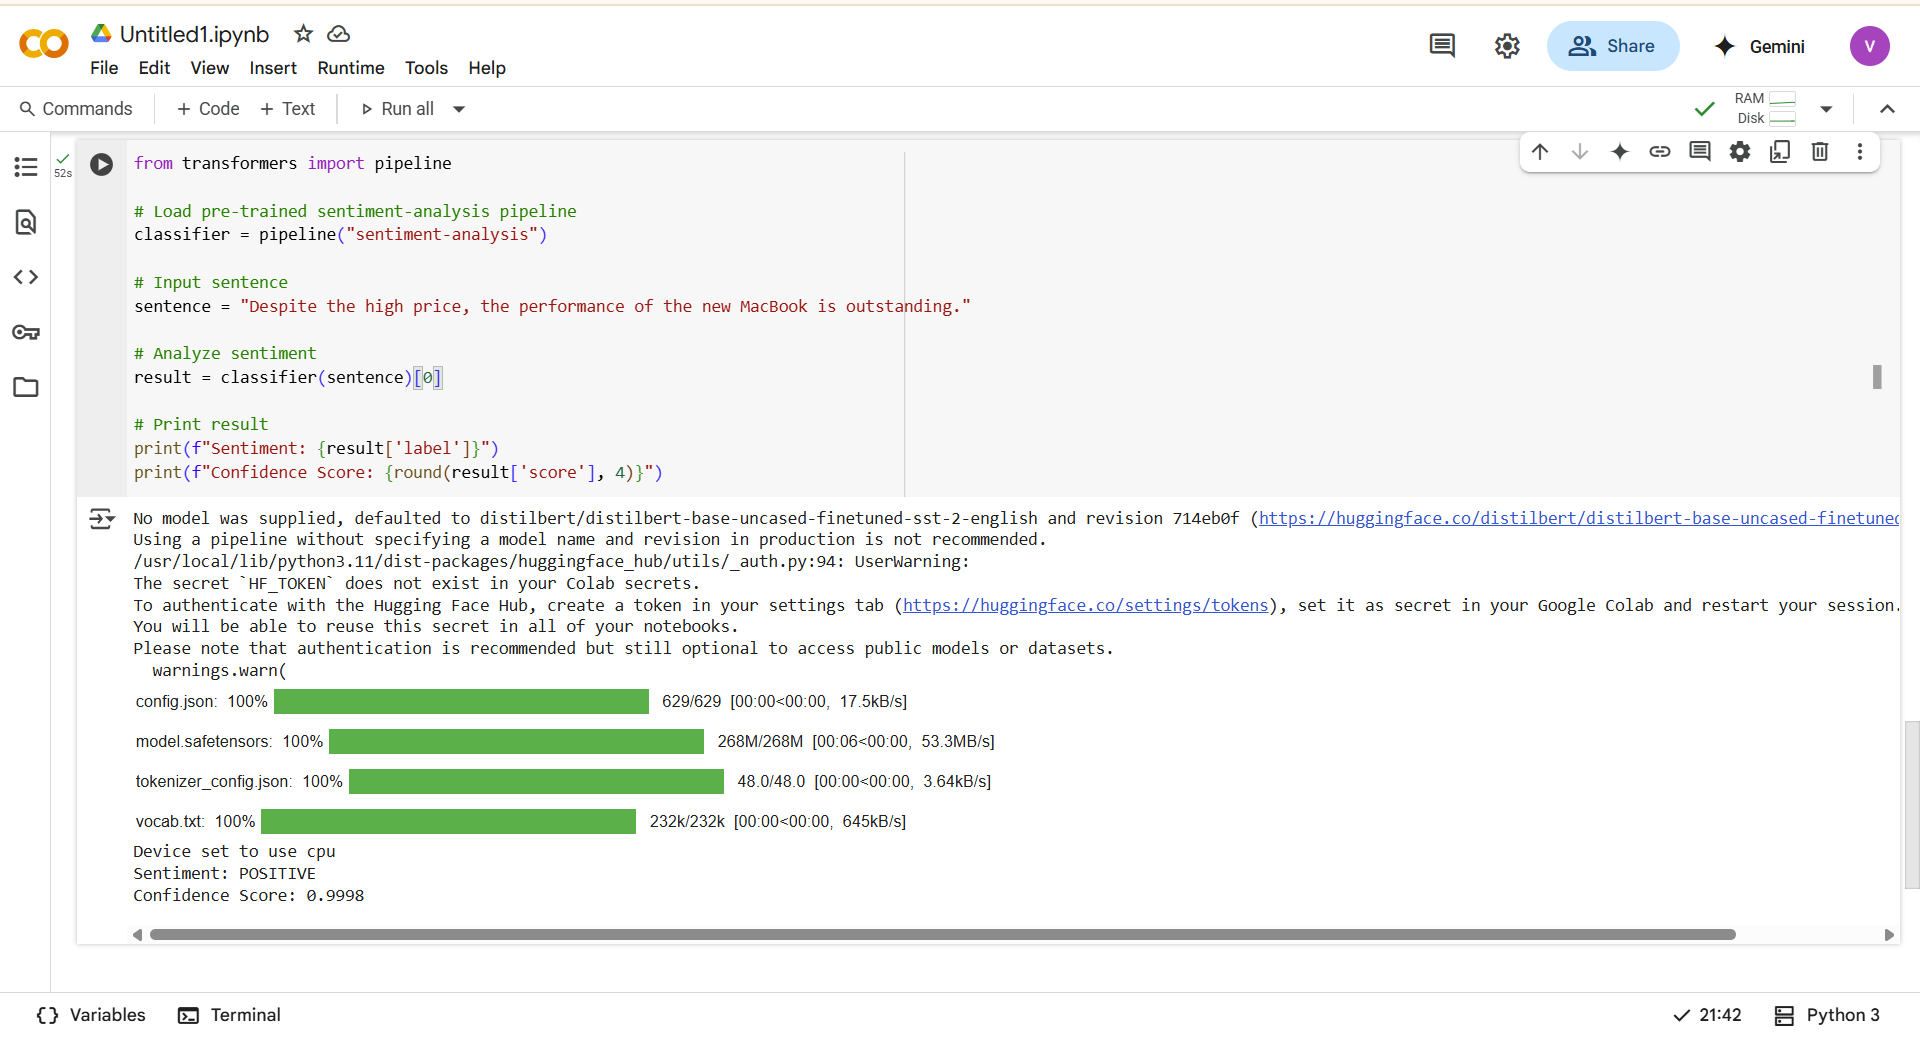 Untitled1.ipynb
File Edit View Insert Runtime Tools Help
Share
Gemini
V
Commands + Code + Text Run all
RAM
Disk
52s
from transformers import pipeline
# Load pre-trained sentiment-analysis pipeline
classifier = pipeline("sentiment-analysis")
# Input sentence
sentence = "Despite the high price, the performance of the new MacBook is outstanding."
# Analyze sentiment
result = classifier(sentence)[0]
# Print result
print(f"Sentiment: {result['label']}")
print(f"Confidence Score: {round(result['score'], 4)}")
No model was supplied, defaulted to distilbert/distilbert-base-uncased-finetuned-sst-2-english and revision 714eb0f (https://huggingface.co/distilbert/distilbert-base-uncased-finetuned
Using a pipeline without specifying a model name and revision in production is not recommended.
/usr/local/lib/python3.11/dist-packages/huggingface_hub/utils/_auth.py:94: UserWarning:
The secret `HF_TOKEN` does not exist in your Colab secrets.
To authenticate with the Hugging Face Hub, create a token in your settings tab (https://huggingface.co/settings/tokens), set it as secret in your Google Colab and restart your session.
You will be able to reuse this secret in all of your notebooks.
Please note that authentication is recommended but still optional to access public models or datasets.
warnings.warn(
config.json: 100% 629/629 [00:00<00:00, 17.5kB/s]
model.safetensors: 100% 268M/268M [00:06<00:00, 53.3MB/s]
tokenizer_config.json: 100% 48.0/48.0 [00:00<00:00, 3.64kB/s]
vocab.txt: 100% 232k/232k [00:00<00:00, 645kB/s]
Device set to use cpu
Sentiment: POSITIVE
Confidence Score: 0.9998
Variables Terminal
21:42 Python 3